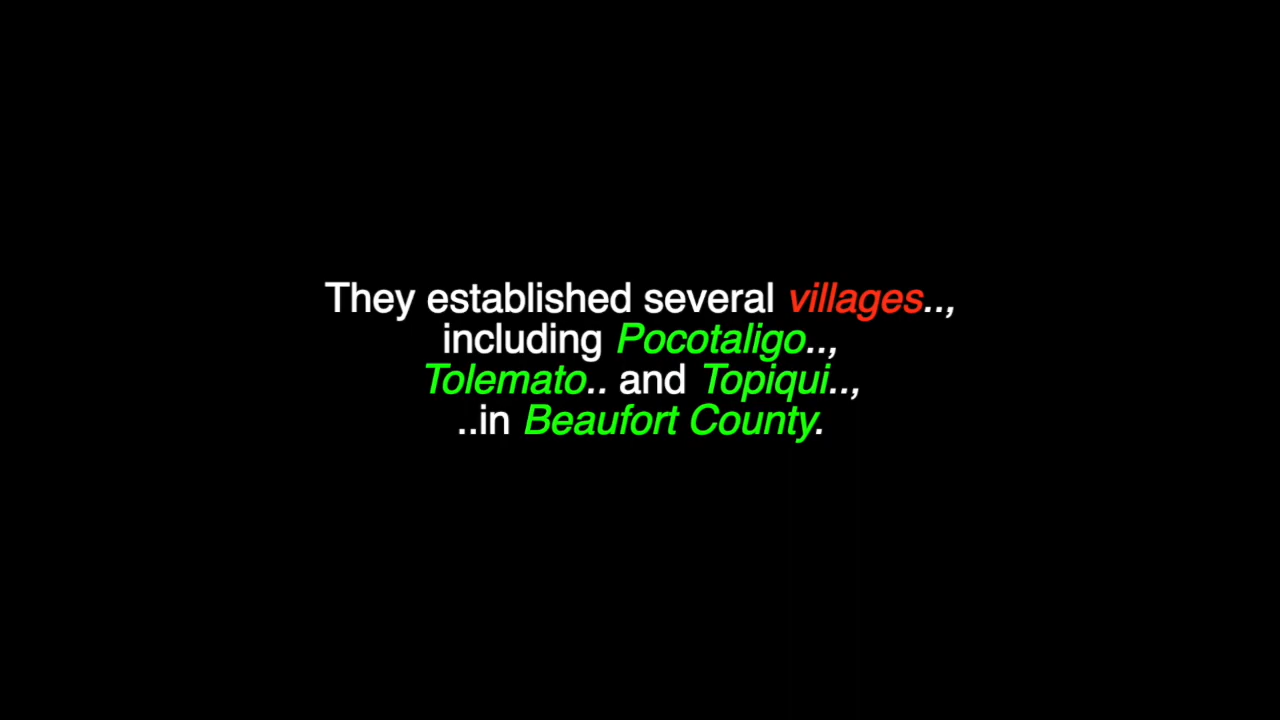 They established several villages..,
including Pocotaligo..,
Tolemato.. and Topiqui..,
..in Beaufort County.